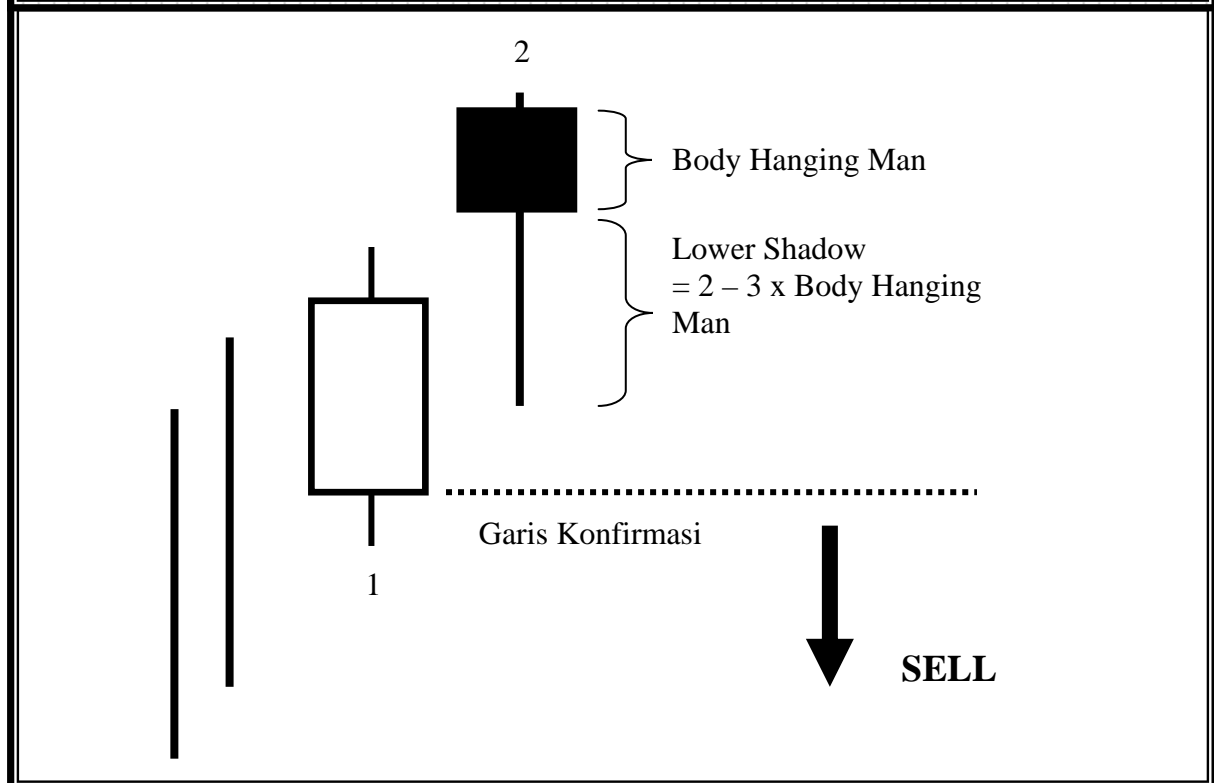 2
Body Hanging Man
Lower Shadow
= 2 – 3 x Body Hanging
Man
Garis Konfirmasi
1
SELL